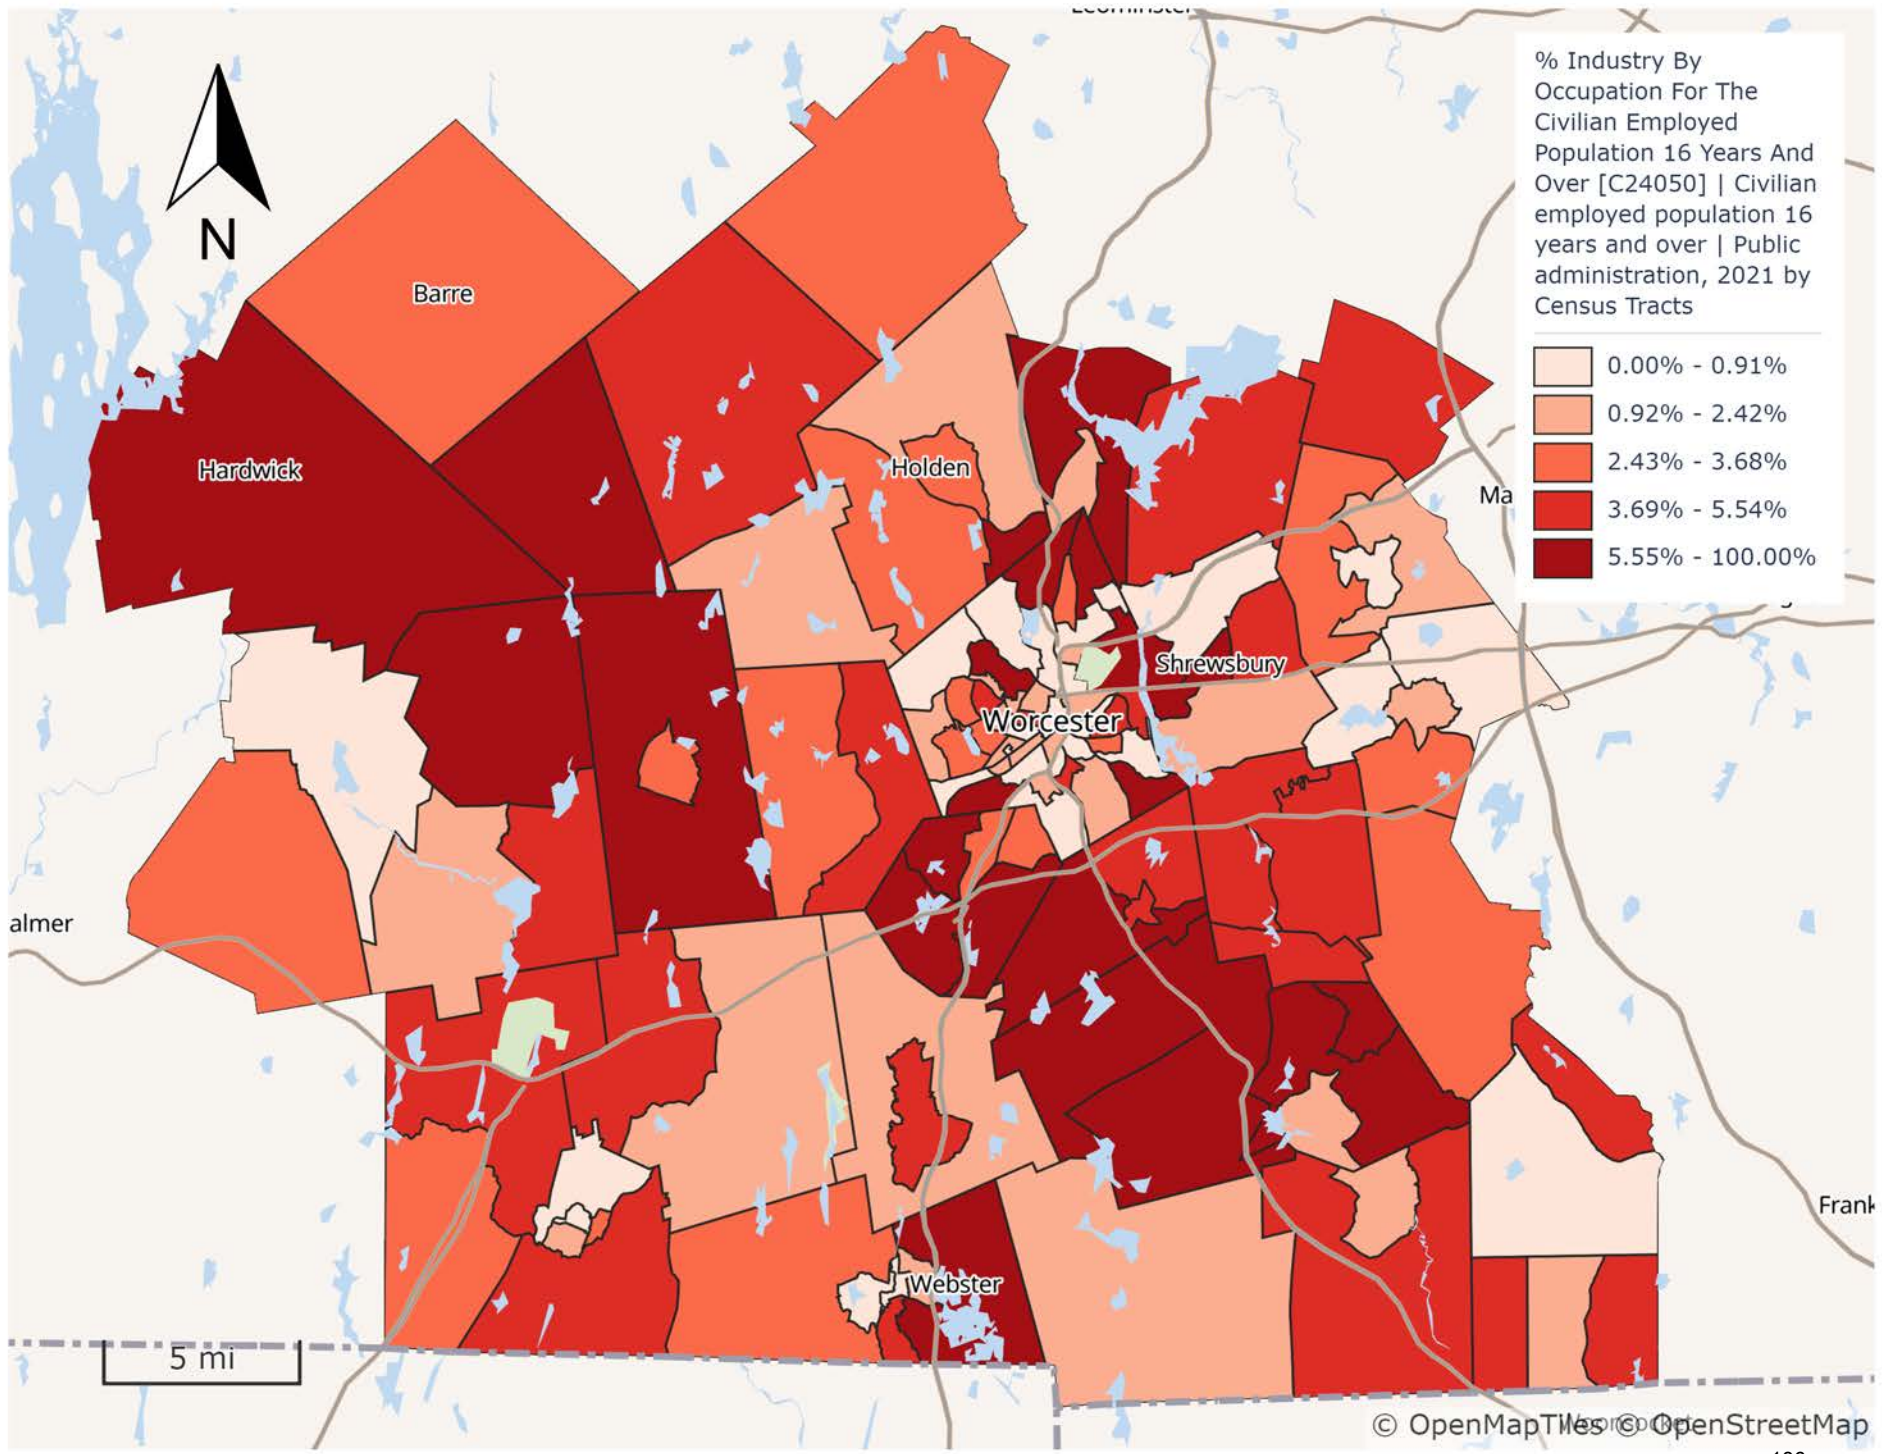 Leominster
N
% Industry By
Occupation For The
Civilian Employed
Population 16 Years And
Over [C24050] | Civilian
employed population 16
years and over | Public
administration, 2021 by
Census Tracts
0.00% - 0.91%
0.92% - 2.42%
2.43% - 3.68%
3.69% - 5.54%
5.55% - 100.00%
Barre
Hardwick
Holden
Ma
Shrewsbury
Worcester
almer
Frank
Webster
5 mi
Woonsocket
© OpenMapTiles © OpenStreetMap